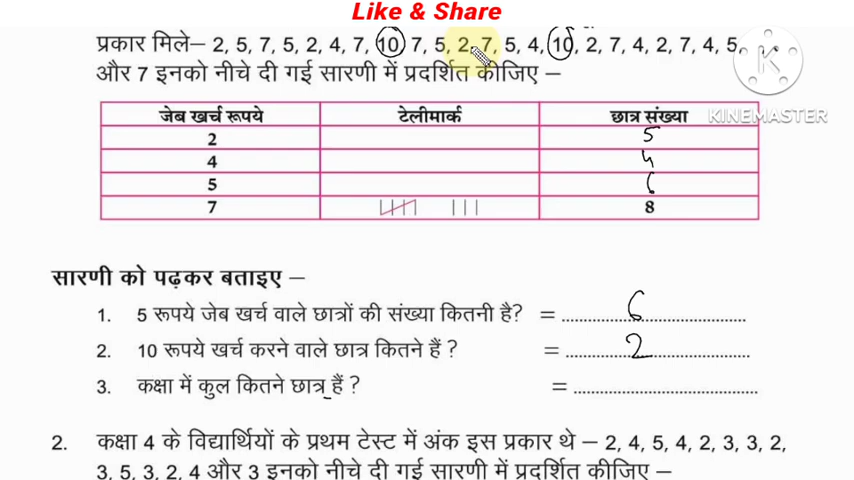 Like & Share
प्रकार मिले– 2, 5, 7, 5, 2, 4, 7, 10 7, 5, 2, 7, 5, 4, 10, 2, 7, 4, 2, 7, 4, 5,
और 7 इनको नीचे दी गई सारणी में प्रदर्शित कीजिए –
KINEMASTER
जेब खर्च रूपये टेलीमार्क छात्र संख्या
2 5
4 4
5 6
7 8
सारणी को पढ़कर बताइए –
1. 5 रूपये जेब खर्च वाले छात्रों की संख्या कितनी है? = 6
2. 10 रूपये खर्च करने वाले छात्र कितने हैं ? = 2
3. कक्षा में कुल कितने छात्र हैं ? = ..............................
2. कक्षा 4 के विद्यार्थियों के प्रथम टेस्ट में अंक इस प्रकार थे – 2, 4, 5, 4, 2, 3, 3, 2,
3, 5, 3, 2, 4 और 3 इनको नीचे दी गई सारणी में प्रदर्शित कीजिए –